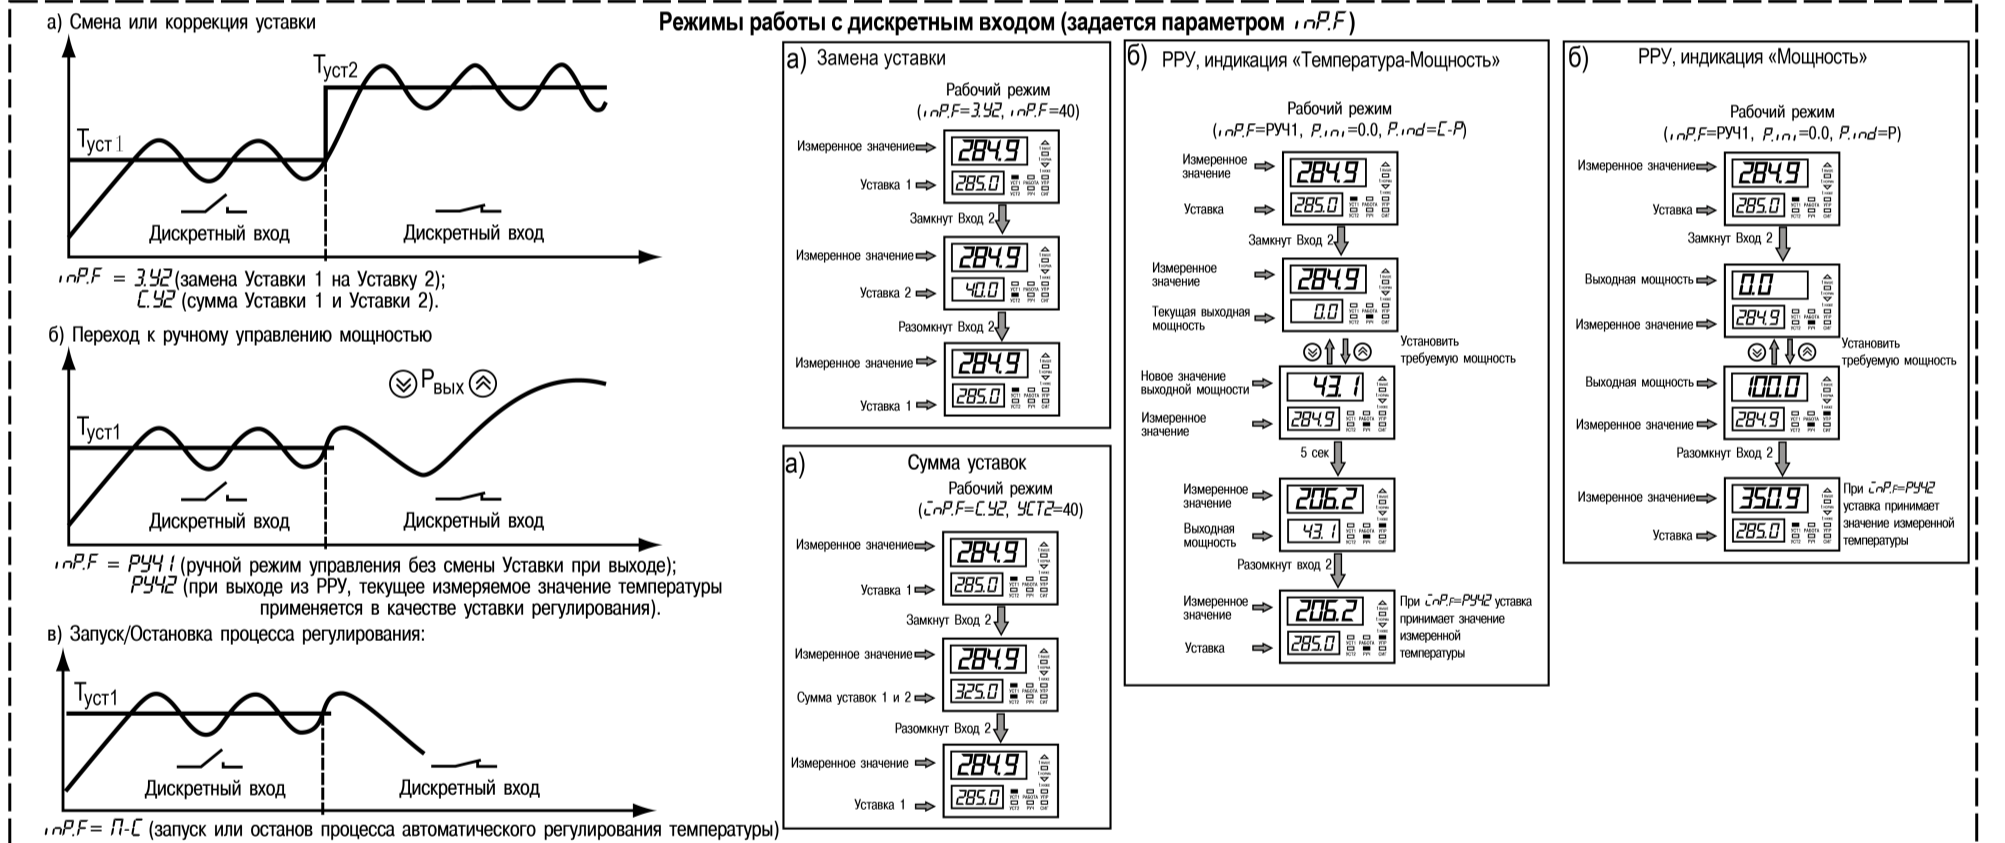 Режимы работы с дискретным входом (задается параметром inP.F)
а) Смена или коррекция уставки
Tуст2
Tуст1
Дискретный вход
Дискретный вход
inP.F = 3.У2 (замена Уставки 1 на Уставку 2);
С.У2 (сумма Уставки 1 и Уставки 2).
б) Переход к ручному управлению мощностью
Pвых
Tуст1
Дискретный вход
Дискретный вход
inP.F = РУЧ1 (ручной режим управления без смены Уставки при выходе);
РУЧ2 (при выходе из РРУ, текущее измеряемое значение температуры
применяется в качестве уставки регулирования).
в) Запуск/Остановка процесса регулирования:
Tуст1
Дискретный вход
Дискретный вход
inP.F= П-С (запуск или останов процесса автоматического регулирования температуры)
а) Замена уставки
Рабочий режим
(inP.F=3.У2, inP.F=40)
Измеренное значение
284.9
Уставка 1
285.0
Замкнут Вход 2
Измеренное значение
284.9
Уставка 2
40.0
Разомкнут Вход 2
Измеренное значение
284.9
Уставка 1
285.0
а) Сумма уставок
Рабочий режим
(inP.F=С.У2, УСТ2=40)
Измеренное значение
284.9
Уставка 1
285.0
Замкнут Вход 2
Измеренное значение
284.9
Сумма уставок 1 и 2
325.0
Разомкнут Вход 2
Измеренное значение
284.9
Уставка 1
285.0
б) РРУ, индикация «Температура-Мощность»
Рабочий режим
(inP.F=РУЧ1, P.ini=0.0, P.ind=C-P)
Измеренное
значение
284.9
Уставка
285.0
Замкнут Вход 2
Измеренное
значение
284.9
Текущая выходная
мощность
0.0
Установить
требуемую мощность
Новое значение
выходной мощности
43.1
Измеренное
значение
284.9
5 сек
Измеренное
значение
206.2
Выходная
мощность
43.1
Разомкнут вход 2
Измеренное
значение
206.2
Уставка
285.0
При inP.F=РУЧ2 уставка
принимает значение
измеренной
температуры
б) РРУ, индикация «Мощность»
Рабочий режим
(inP.F=РУЧ1, P.ini=0.0, P.ind=P)
Измеренное значение
284.9
Уставка
285.0
Замкнут Вход 2
Выходная мощность
0.0
Измеренное значение
284.9
Установить
требуемую мощность
Выходная мощность
100.0
Измеренное значение
284.9
Разомкнут Вход 2
Измеренное значение
350.9
Уставка
285.0
При inP.F=РУЧ2
уставка принимает
значение измеренной
температуры